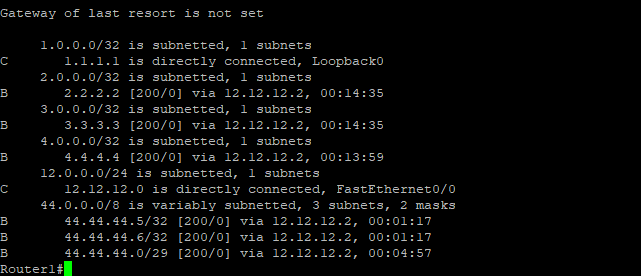 Gateway of last resort is not set
     1.0.0.0/32 is subnetted, 1 subnets
C       1.1.1.1 is directly connected, Loopback0
     2.0.0.0/32 is subnetted, 1 subnets
B       2.2.2.2 [200/0] via 12.12.12.2, 00:14:35
     3.0.0.0/32 is subnetted, 1 subnets
B       3.3.3.3 [200/0] via 12.12.12.2, 00:14:35
     4.0.0.0/32 is subnetted, 1 subnets
B       4.4.4.4 [200/0] via 12.12.12.2, 00:13:59
     12.0.0.0/24 is subnetted, 1 subnets
C       12.12.12.0 is directly connected, FastEthernet0/0
     44.0.0.0/8 is variably subnetted, 3 subnets, 2 masks
B       44.44.44.5/32 [200/0] via 12.12.12.2, 00:01:17
B       44.44.44.6/32 [200/0] via 12.12.12.2, 00:01:17
B       44.44.44.0/29 [200/0] via 12.12.12.2, 00:04:57
Router1#